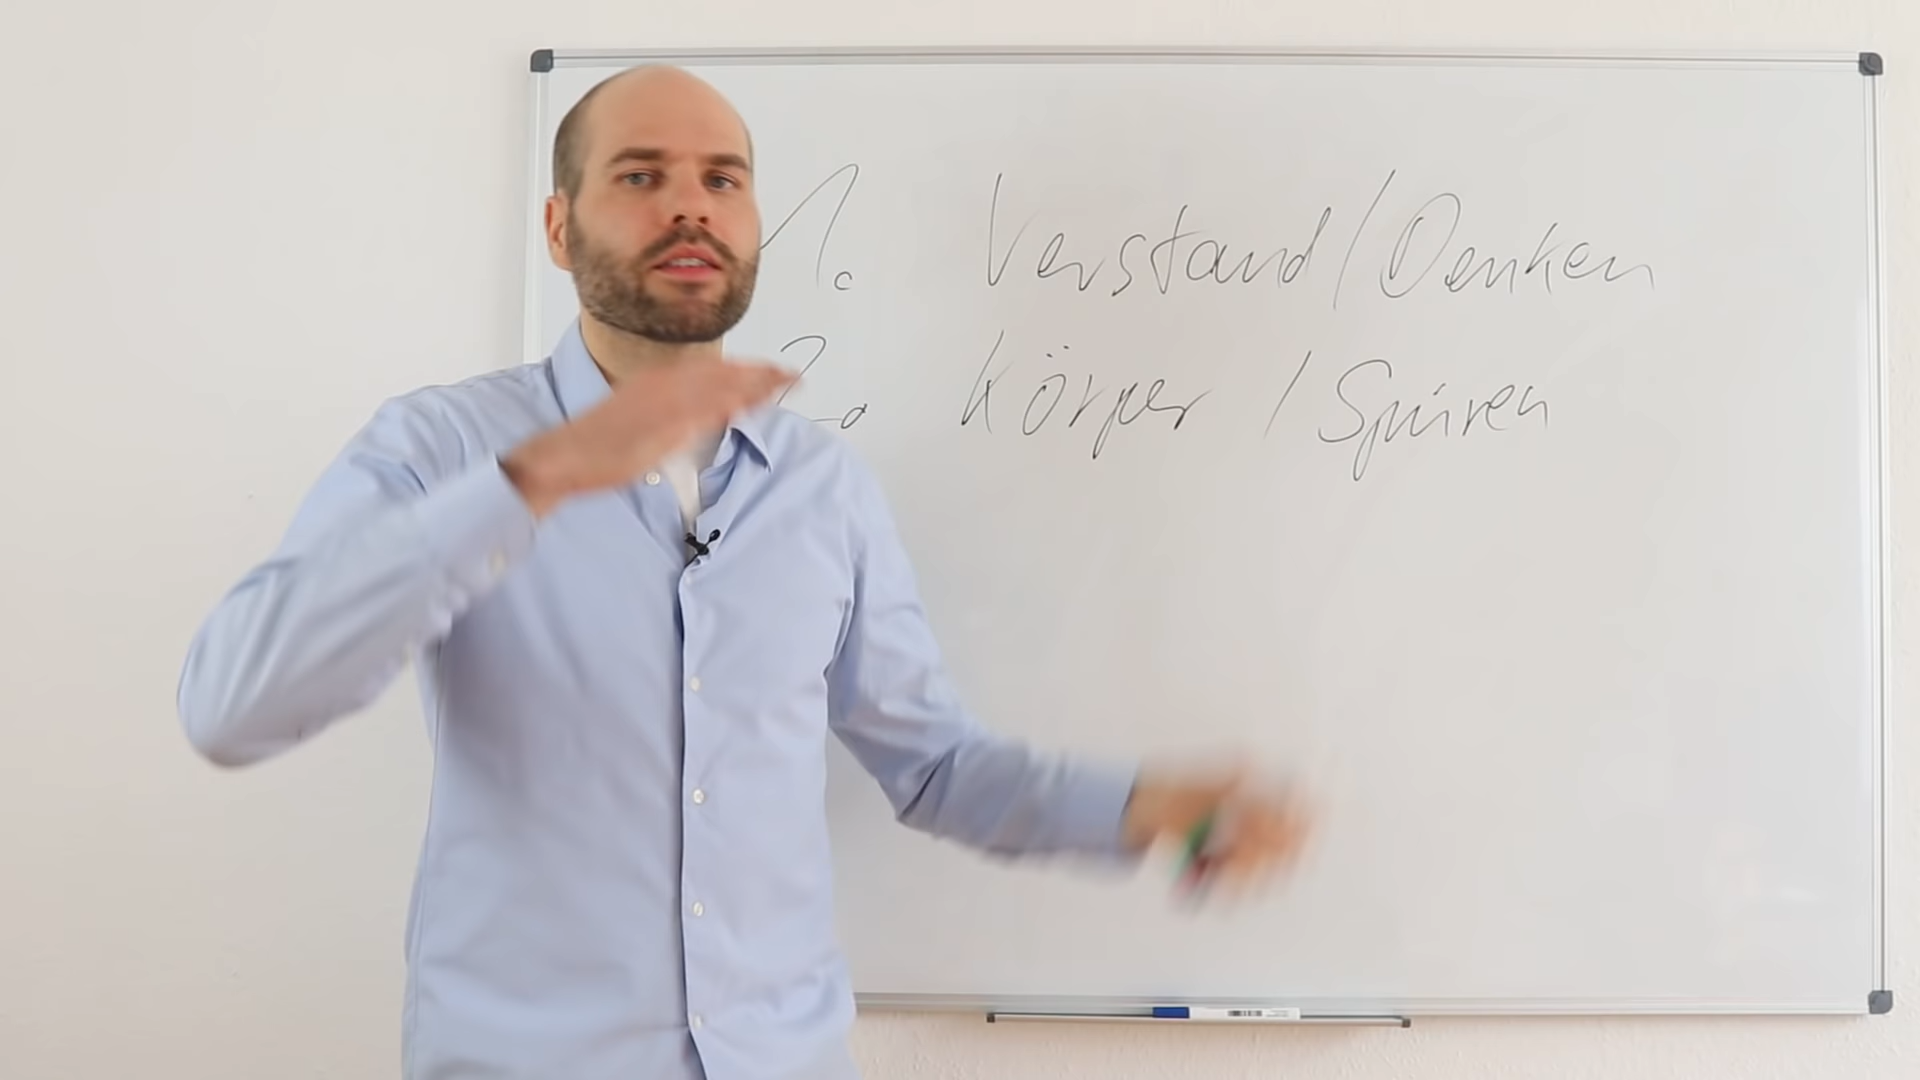 1. Verstand / Denken
2. Körper / Spüren